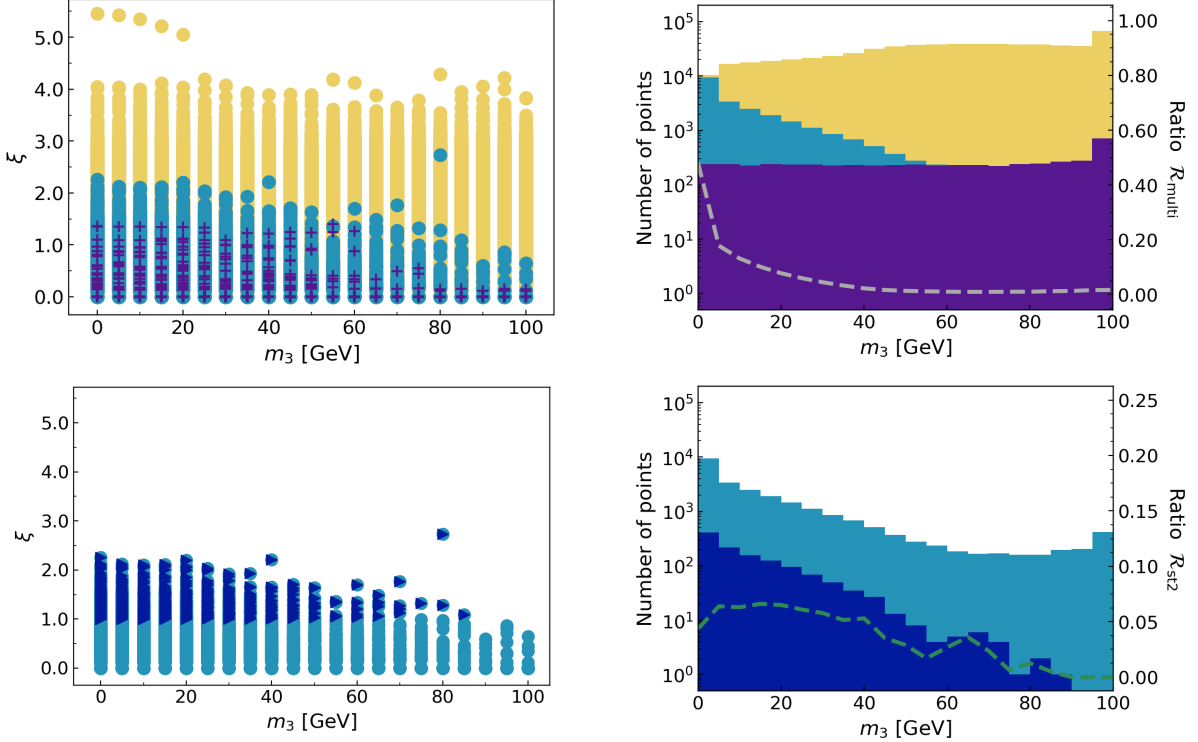 5.0
4.0
3.0
2.0
1.0
0.0
ξ
0 20 40 60 80 100
m₃ [GeV]
10⁵
10⁴
10³
10²
10¹
10⁰
Number of points
1.00
0.80
0.60
0.40
0.20
0.00
Ratio ℛmulti
0 20 40 60 80 100
m₃ [GeV]
5.0
4.0
3.0
2.0
1.0
0.0
ξ
0 20 40 60 80 100
m₃ [GeV]
10⁵
10⁴
10³
10²
10¹
10⁰
Number of points
0.25
0.20
0.15
0.10
0.05
0.00
Ratio ℛst2
0 20 40 60 80 100
m₃ [GeV]